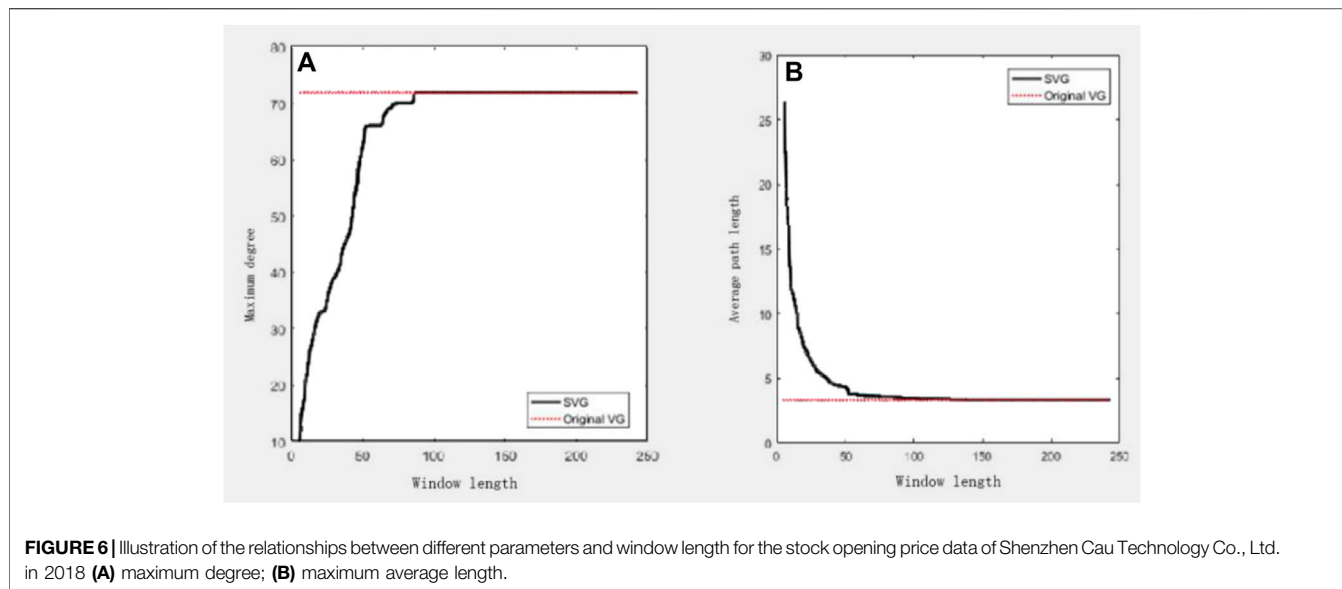 A
80
70
60
50
40
30
20
10
0
50
100
150
200
250
Maximum degree
Window length
SVG
Original VG
B
30
25
20
15
10
5
0
0
50
100
150
200
250
Average path length
Window length
SVG
Original VG
FIGURE 6 | Illustration of the relationships between different parameters and window length for the stock opening price data of Shenzhen Cau Technology Co., Ltd.
in 2018 (A) maximum degree; (B) maximum average length.